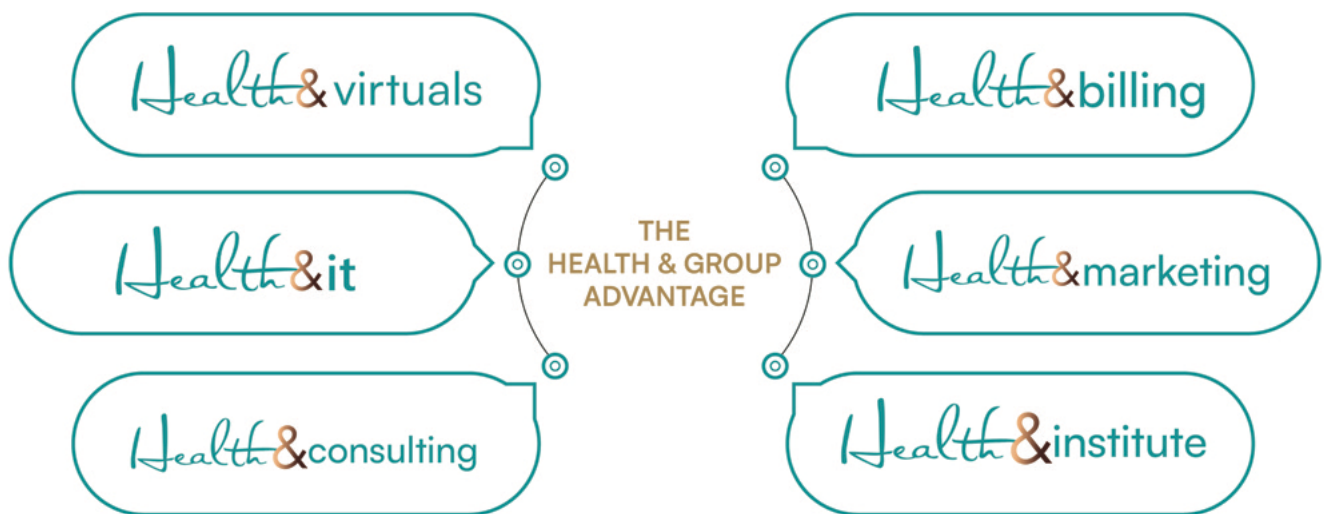 Health&virtuals
Health&billing
Health&it
THE
HEALTH & GROUP
ADVANTAGE
Health&marketing
Health&consulting
Health&institute